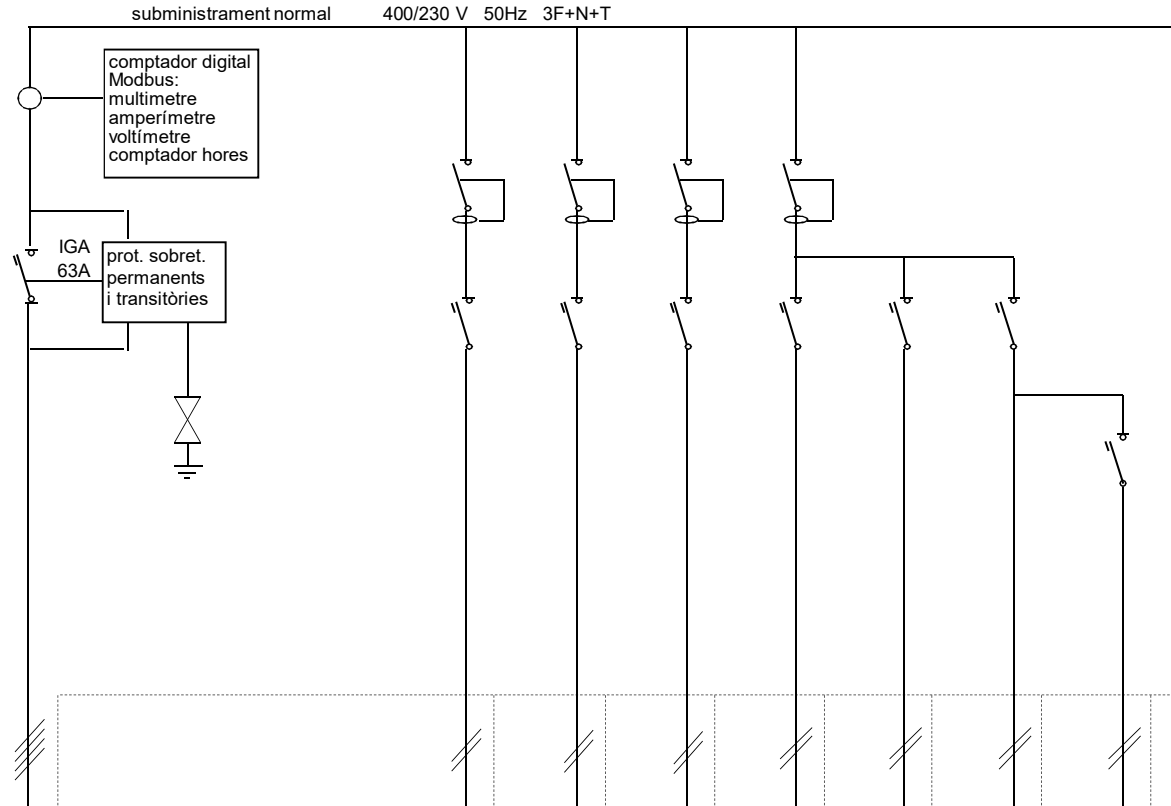 subministrament normal 400/230 V 50Hz 3F+N+T
comptador digital
Modbus:
multimetre
amperímetre
voltímetre
comptador hores
IGA
63A
prot. sobret.
permanents
i transitòries